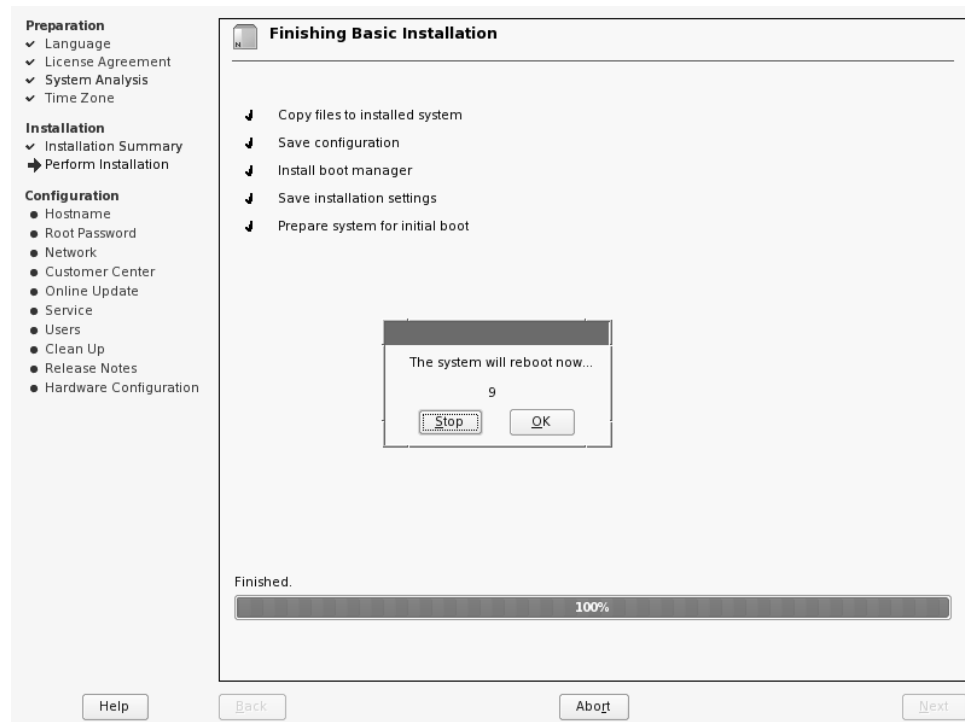 Preparation
Language
License Agreement
System Analysis
Time Zone
Installation
Installation Summary
Perform Installation
Configuration
Hostname
Root Password
Network
Customer Center
Online Update
Service
Users
Clean Up
Release Notes
Hardware Configuration
N
Finishing Basic Installation
Copy files to installed system
Save configuration
Install boot manager
Save installation settings
Prepare system for initial boot
The system will reboot now...
9
Stop
OK
Finished.
100%
Help
Back
Abort
Next